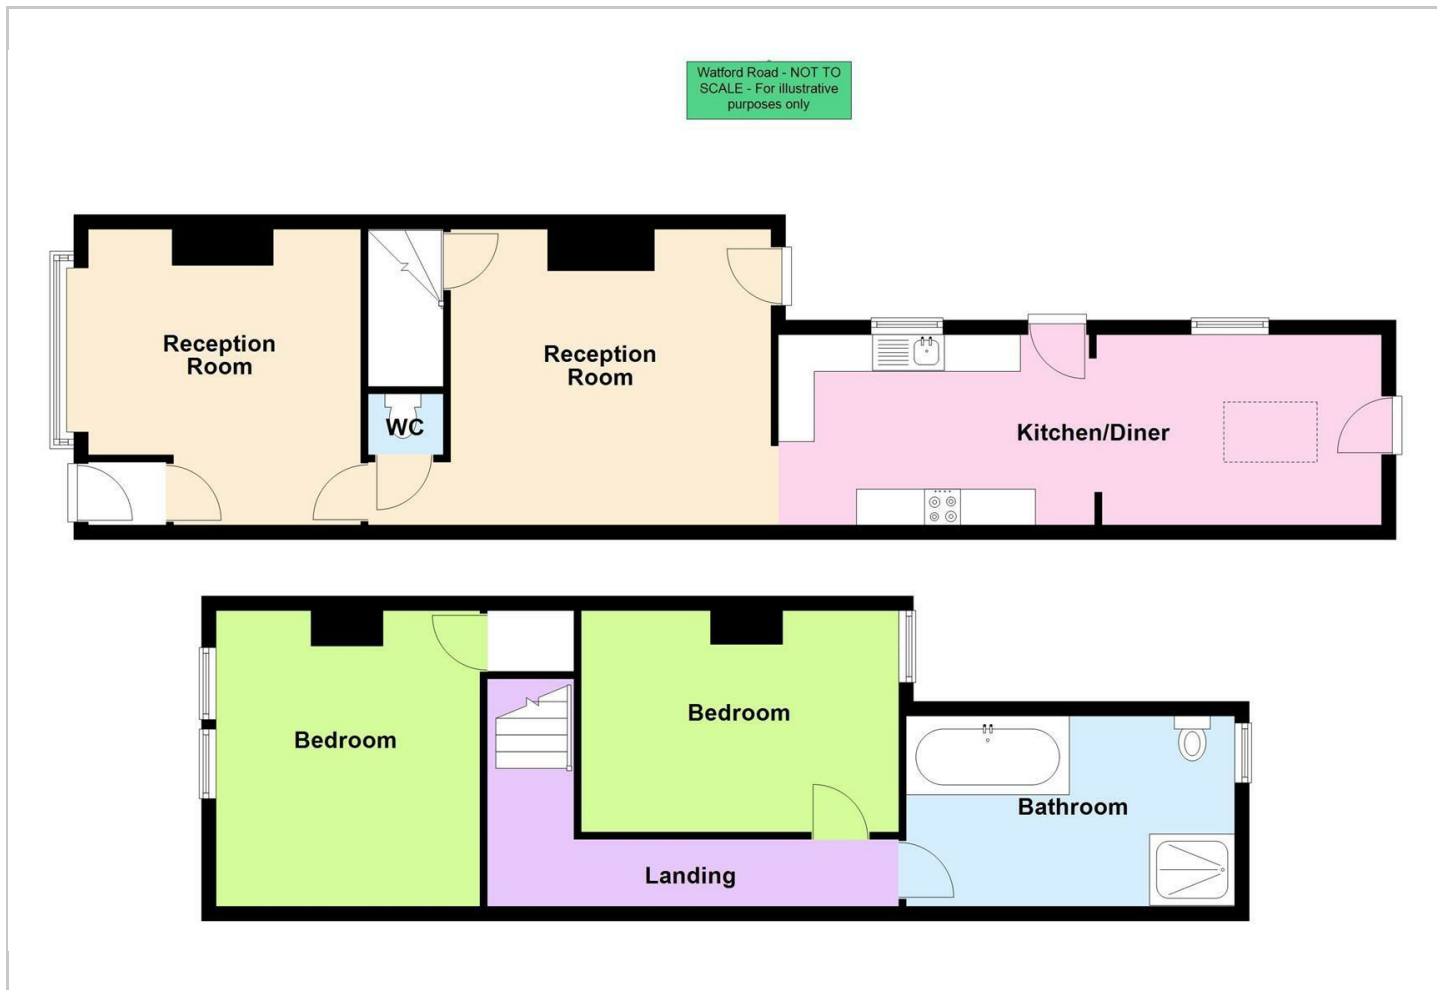 Watford Road - NOT TO
SCALE - For illustrative
purposes only
Reception
Room
Reception
Room
WC
Kitchen/Diner
Bedroom
Bedroom
Bathroom
Landing